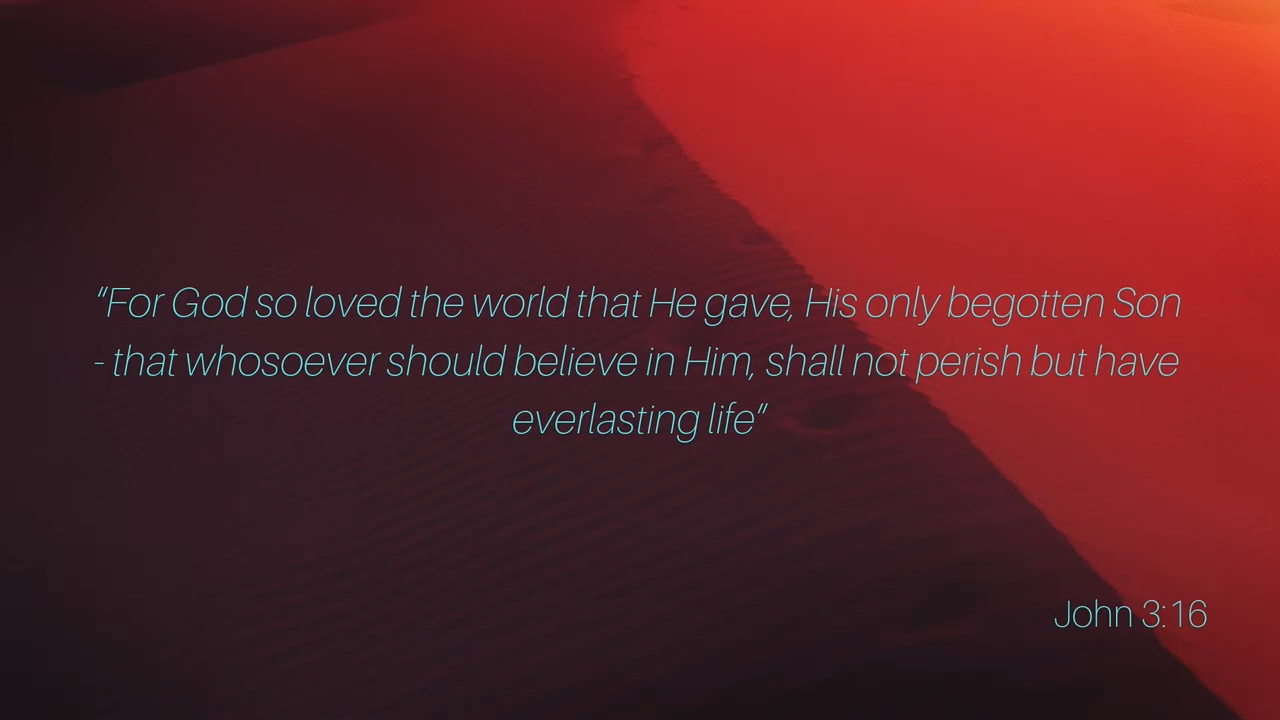 “For God so loved the world that He gave, His only begotten Son
- that whosoever should believe in Him, shall not perish but have
everlasting life”
John 3:16